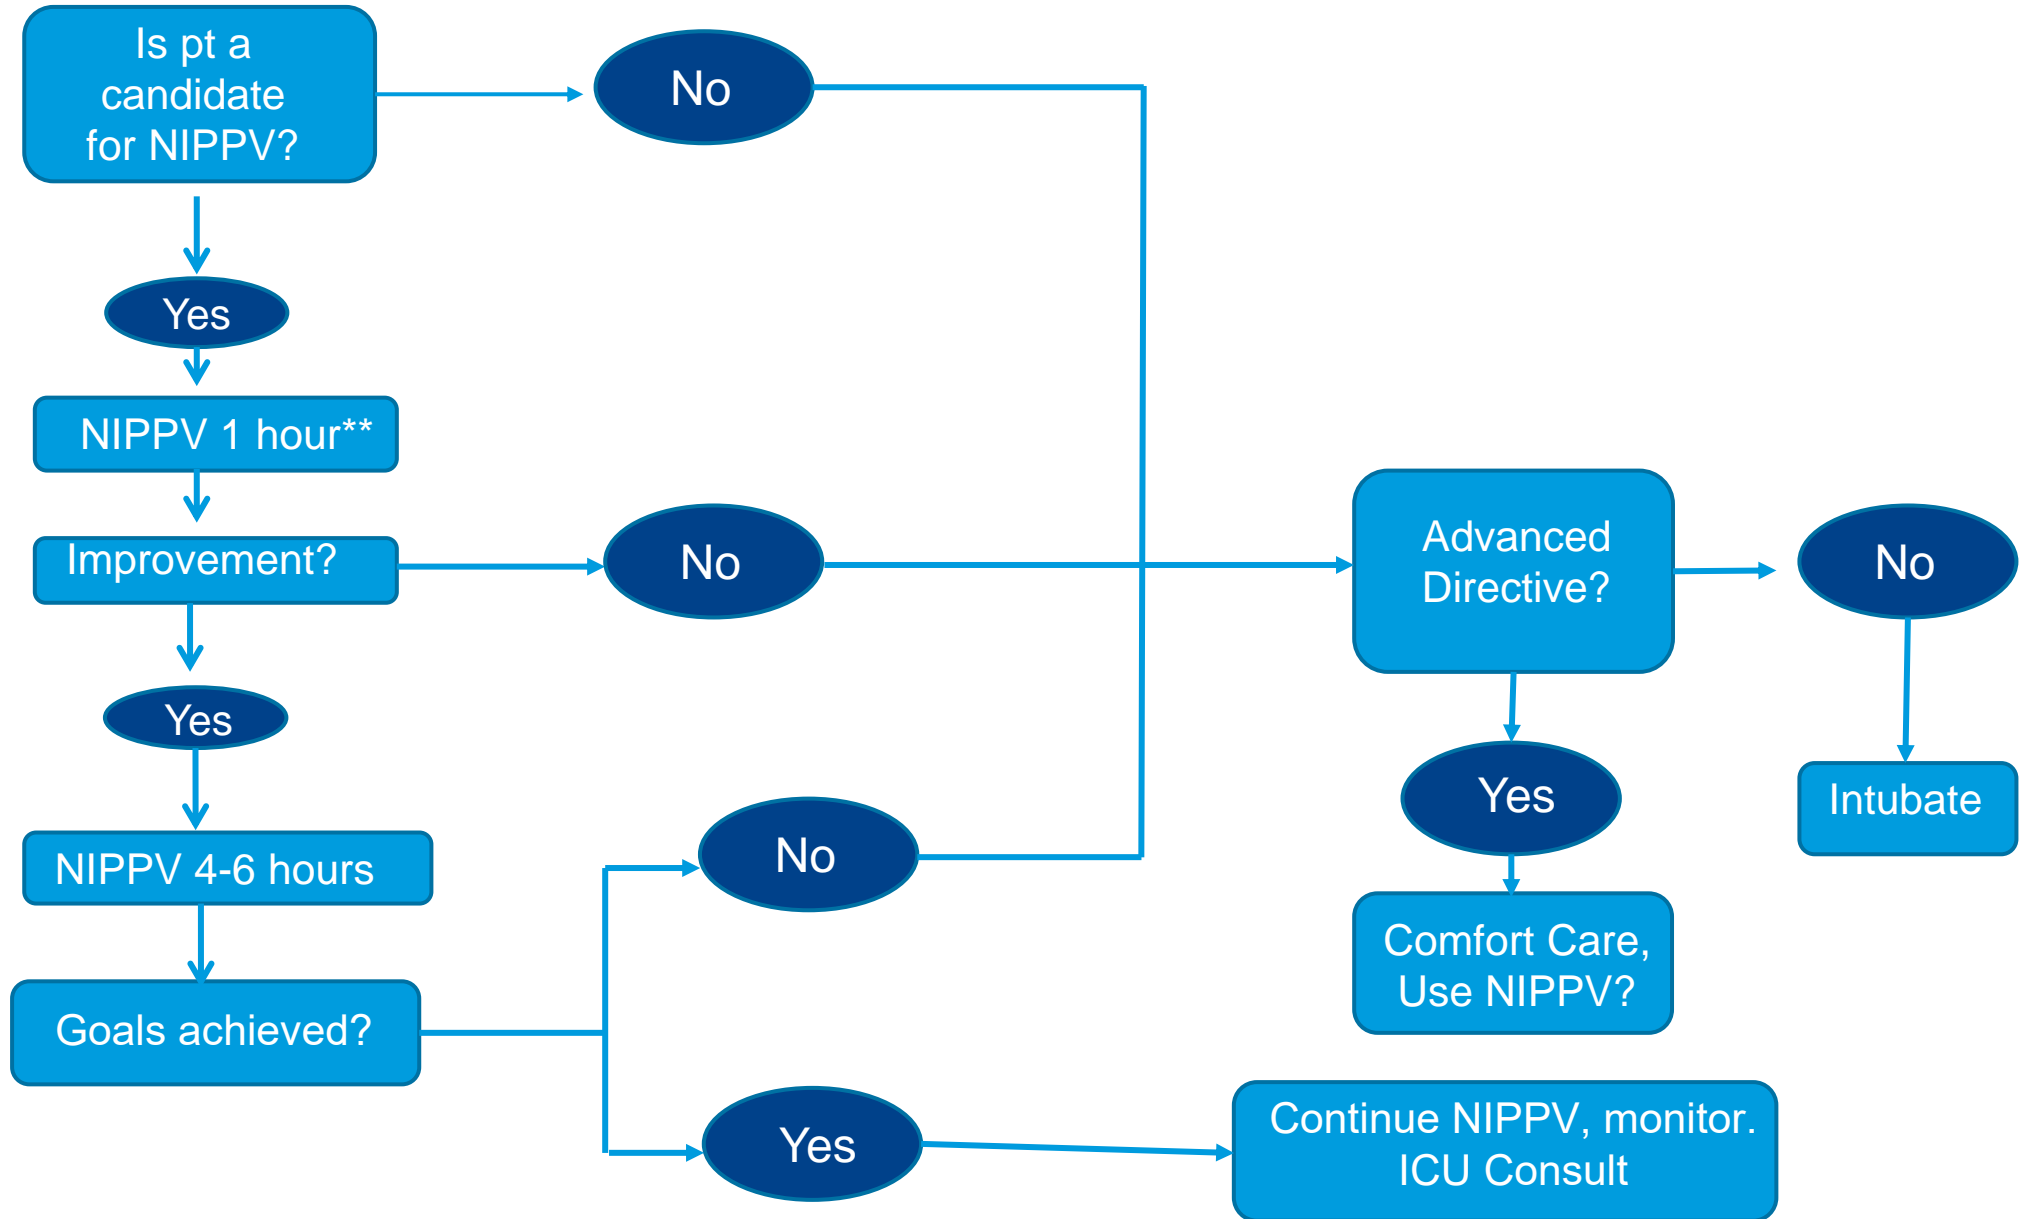 Is pt a
candidate
for NIPPV?
No
Yes
NIPPV 1 hour**
Improvement?
No
Yes
NIPPV 4-6 hours
Goals achieved?
No
Yes
Advanced
Directive?
No
Yes
Intubate
Comfort Care,
Use NIPPV?
Continue NIPPV, monitor.
ICU Consult